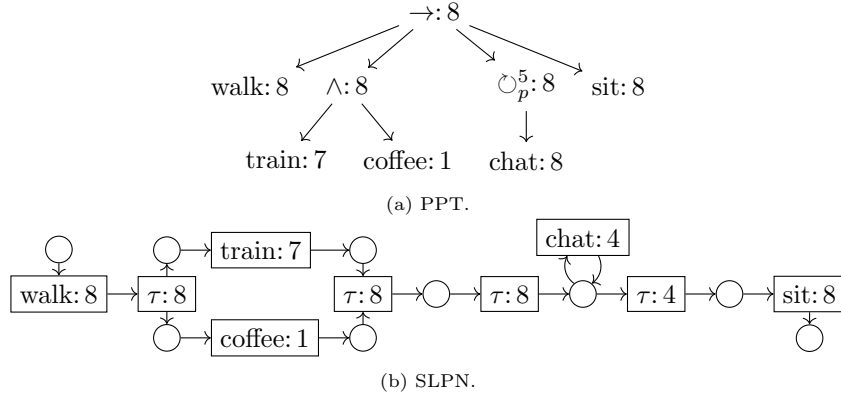 →: 8
walk: 8 ∧: 8 ↻⁵ₚ: 8 sit: 8
train: 7 coffee: 1 chat: 8
(a) PPT.
chat: 4
train: 7
walk: 8 τ: 8 τ: 8 τ: 8 τ: 4 sit: 8
coffee: 1
(b) SLPN.